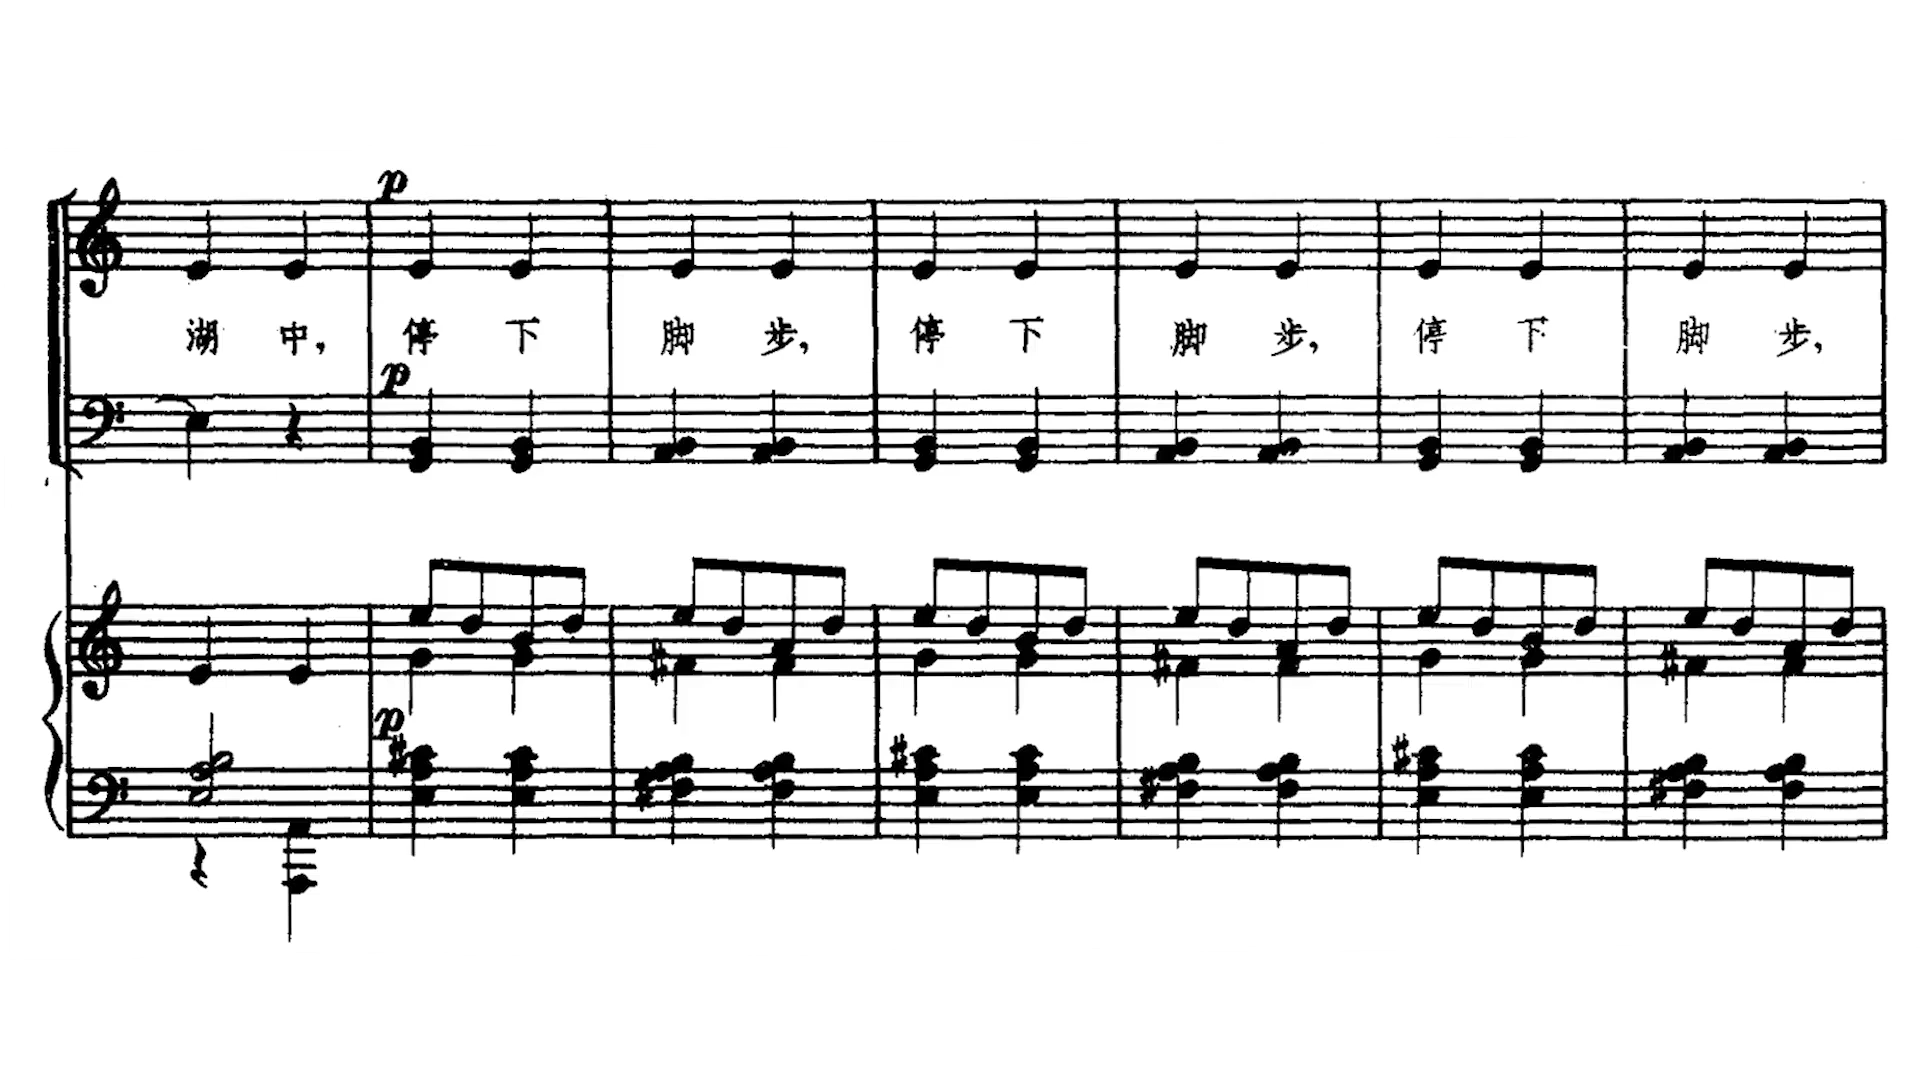 p
湖 中, 停 下 脚 步, 停 下 脚 步, 停 下 脚 步,
p
p